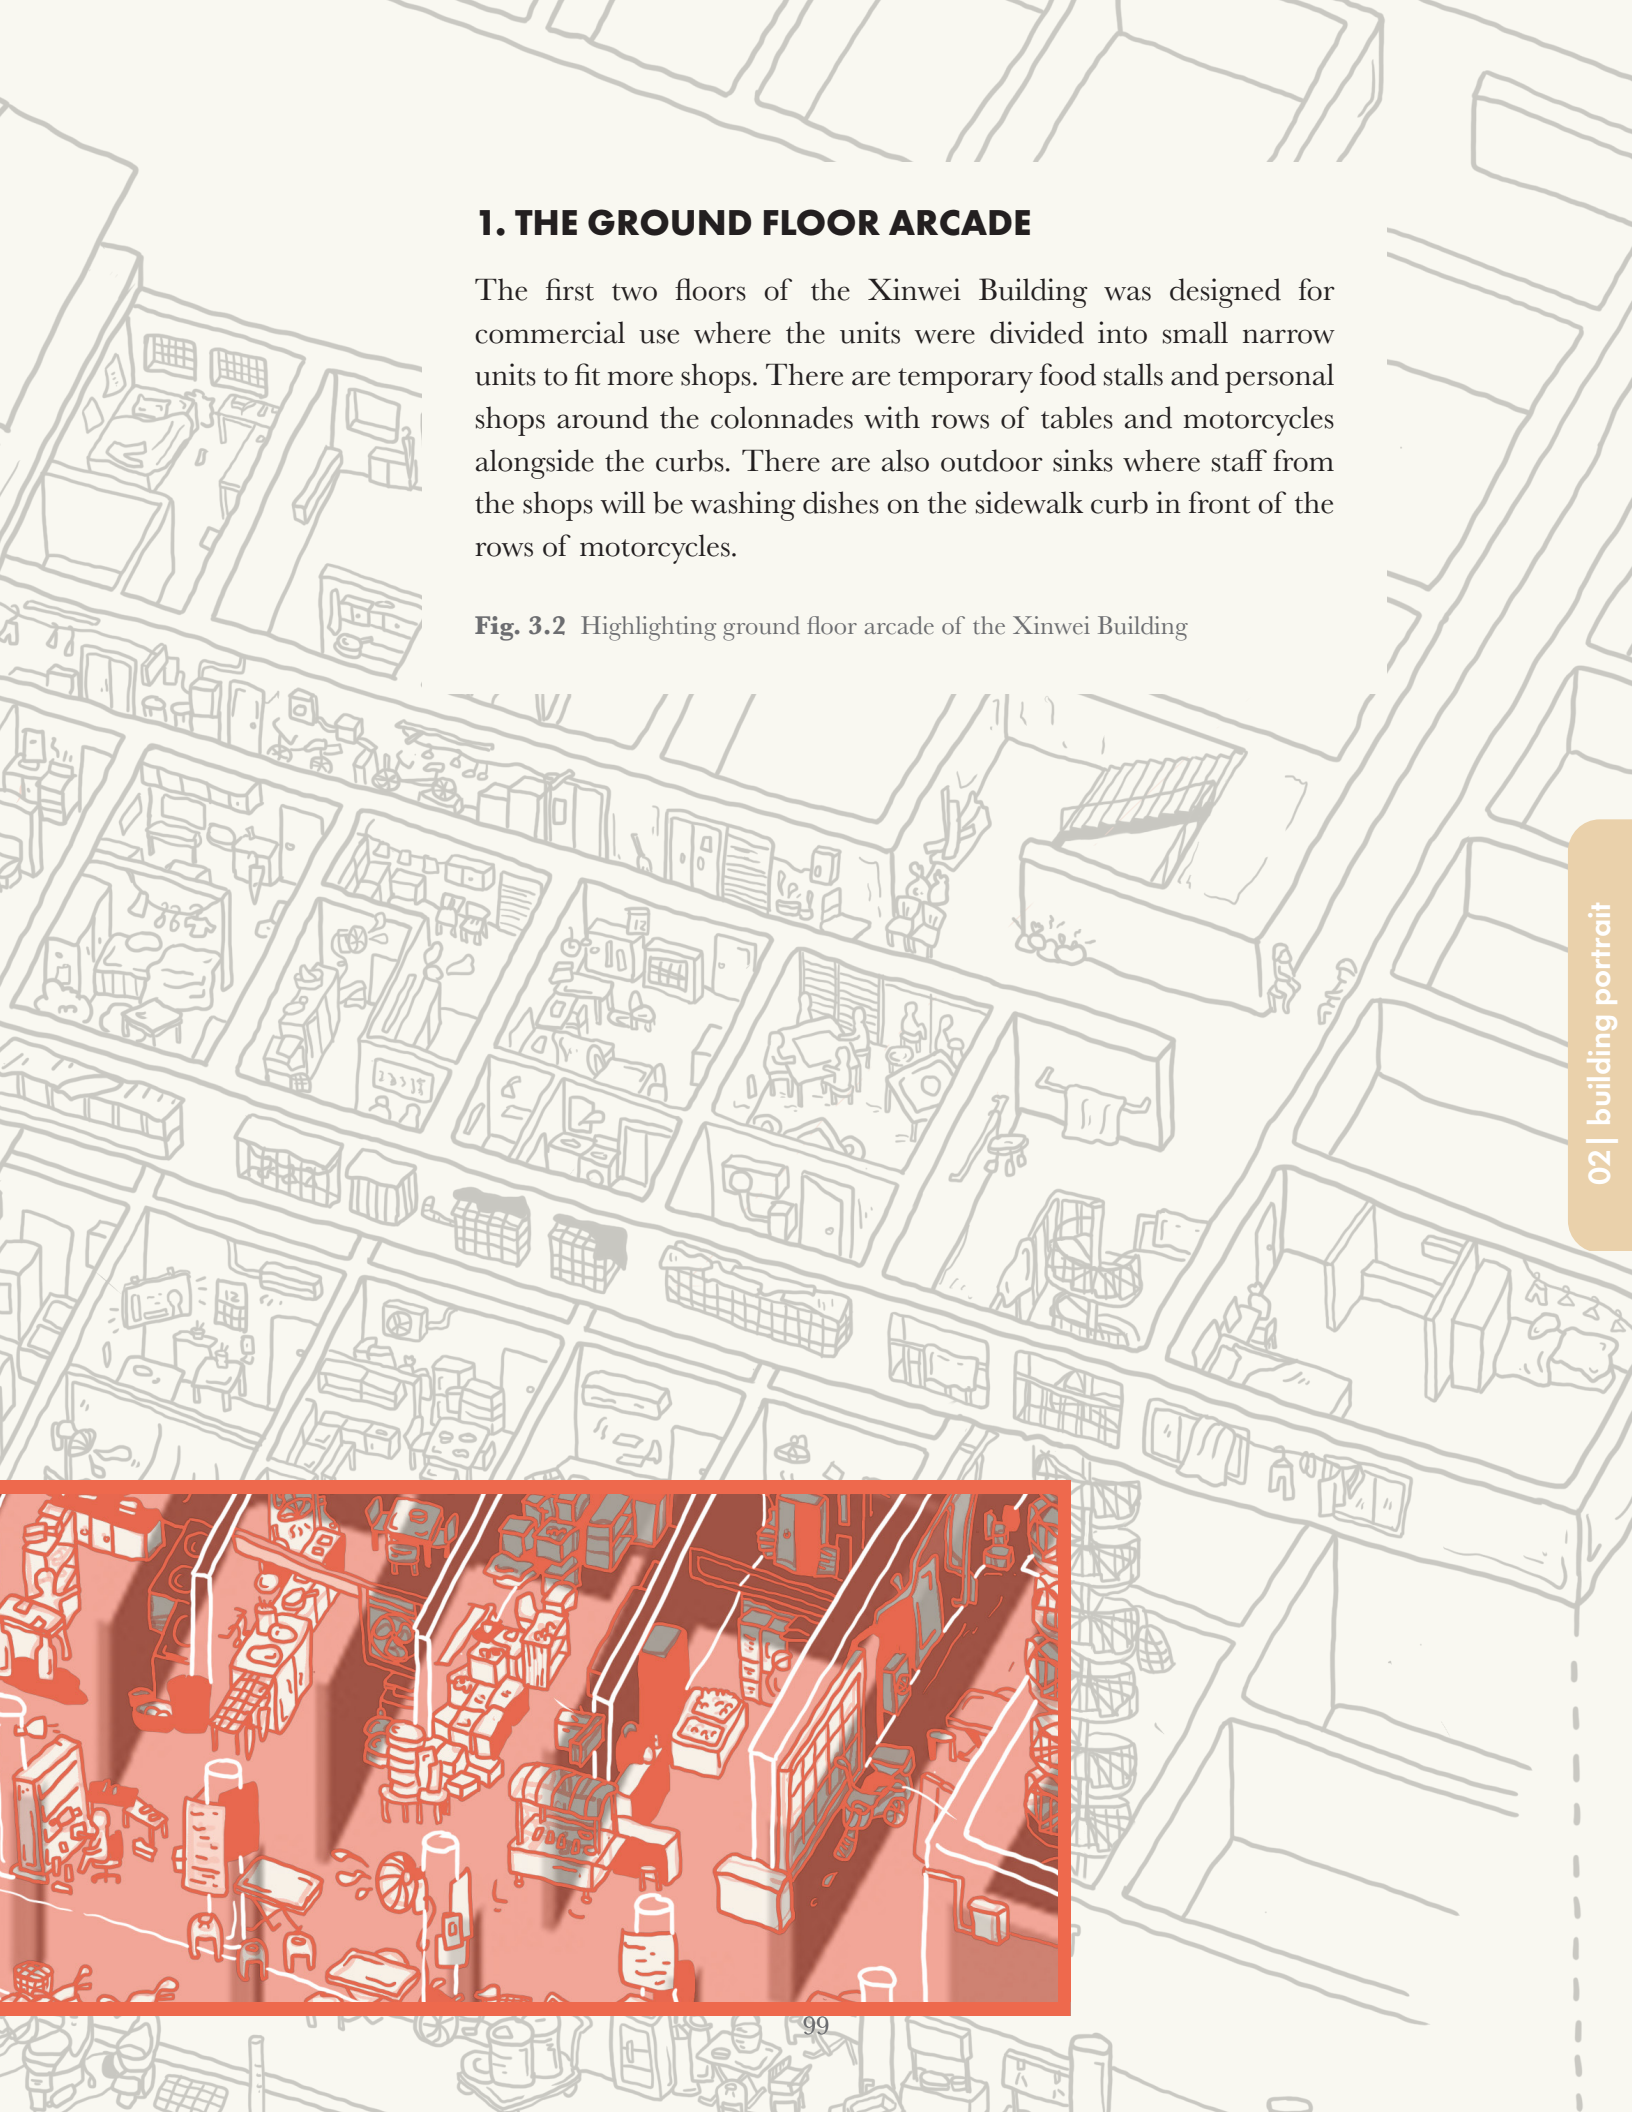 1. THE GROUND FLOOR ARCADE
The first two floors of the Xinwei Building was designed for
commercial use where the units were divided into small narrow
units to fit more shops. There are temporary food stalls and personal
shops around the colonnades with rows of tables and motorcycles
alongside the curbs. There are also outdoor sinks where staff from
the shops will be washing dishes on the sidewalk curb in front of the
rows of motorcycles.
Fig. 3.2 Highlighting ground floor arcade of the Xinwei Building
02| building portrait
12
12
99